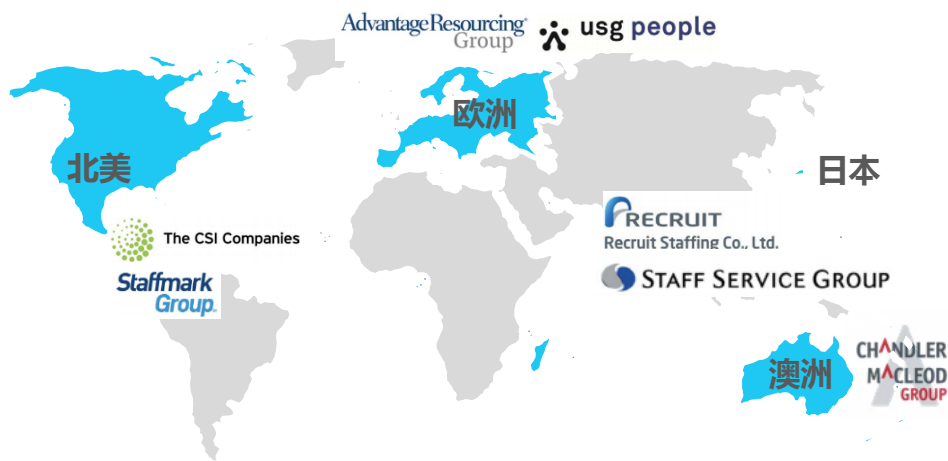 Advantage Resourcing
Group
usg people
欧洲
北美
日本
RECRUIT
Recruit Staffing Co., Ltd.
The CSI Companies
STAFF SERVICE GROUP
Staffmark
Group
澳洲
CHANDLER
MACLEOD
GROUP